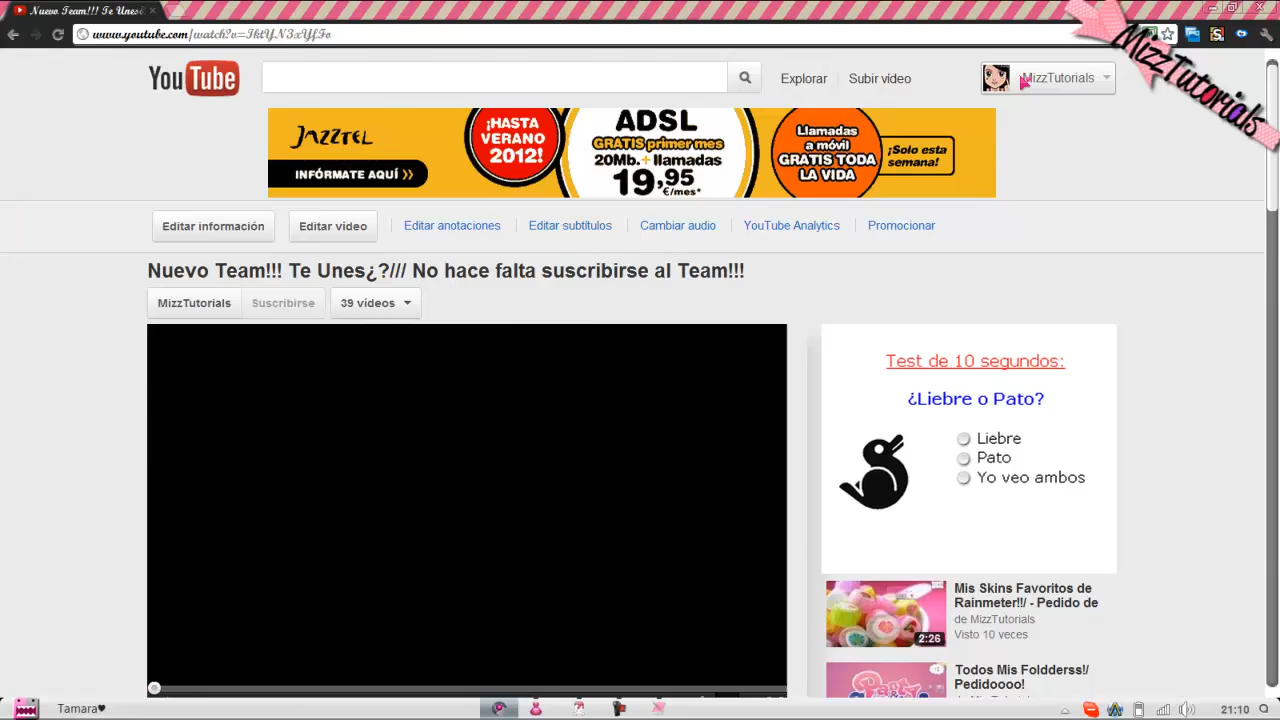 Nuevo Team!!! Te Unes¿
www.youtube.com/watch?v=IktYN3xYfFo
MizzTutorials
YouTube
Explorar
Subir vídeo
MizzTutorials
JAZZTEL
INFÓRMATE AQUÍ
¡HASTA
VERANO
2012!
ADSL
GRATIS primer mes
20Mb.+ llamadas
19,95
€/mes*
Llamadas
a móvil
GRATIS TODA
LA VIDA
¡Solo esta
semana!
Editar información
Editar vídeo
Editar anotaciones
Editar subtítulos
Cambiar audio
YouTube Analytics
Promocionar
Nuevo Team!!! Te Unes¿?/// No hace falta suscribirse al Team!!!
MizzTutorials
Suscribirse
39 vídeos
Test de 10 segundos:
¿Liebre o Pato?
Liebre
Pato
Yo veo ambos
2:26
Mis Skins Favoritos de
Rainmeter!!/ - Pedido de
de MizzTutorials
Visto 10 veces
Todos Mis Foldderss!/
Pedidoooo!
Tamara♥
21:10